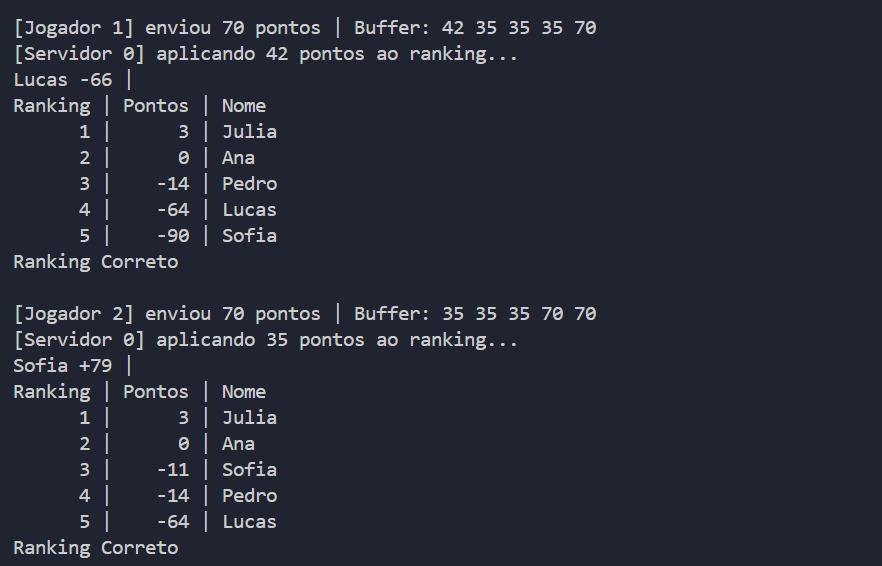 [Jogador 1] enviou 70 pontos | Buffer: 42 35 35 35 70
[Servidor 0] aplicando 42 pontos ao ranking...
Lucas -66 |
Ranking | Pontos | Nome
1 | 3 | Julia
2 | 0 | Ana
3 | -14 | Pedro
4 | -64 | Lucas
5 | -90 | Sofia
Ranking Correto

[Jogador 2] enviou 70 pontos | Buffer: 35 35 35 70 70
[Servidor 0] aplicando 35 pontos ao ranking...
Sofia +79 |
Ranking | Pontos | Nome
1 | 3 | Julia
2 | 0 | Ana
3 | -11 | Sofia
4 | -14 | Pedro
5 | -64 | Lucas
Ranking Correto